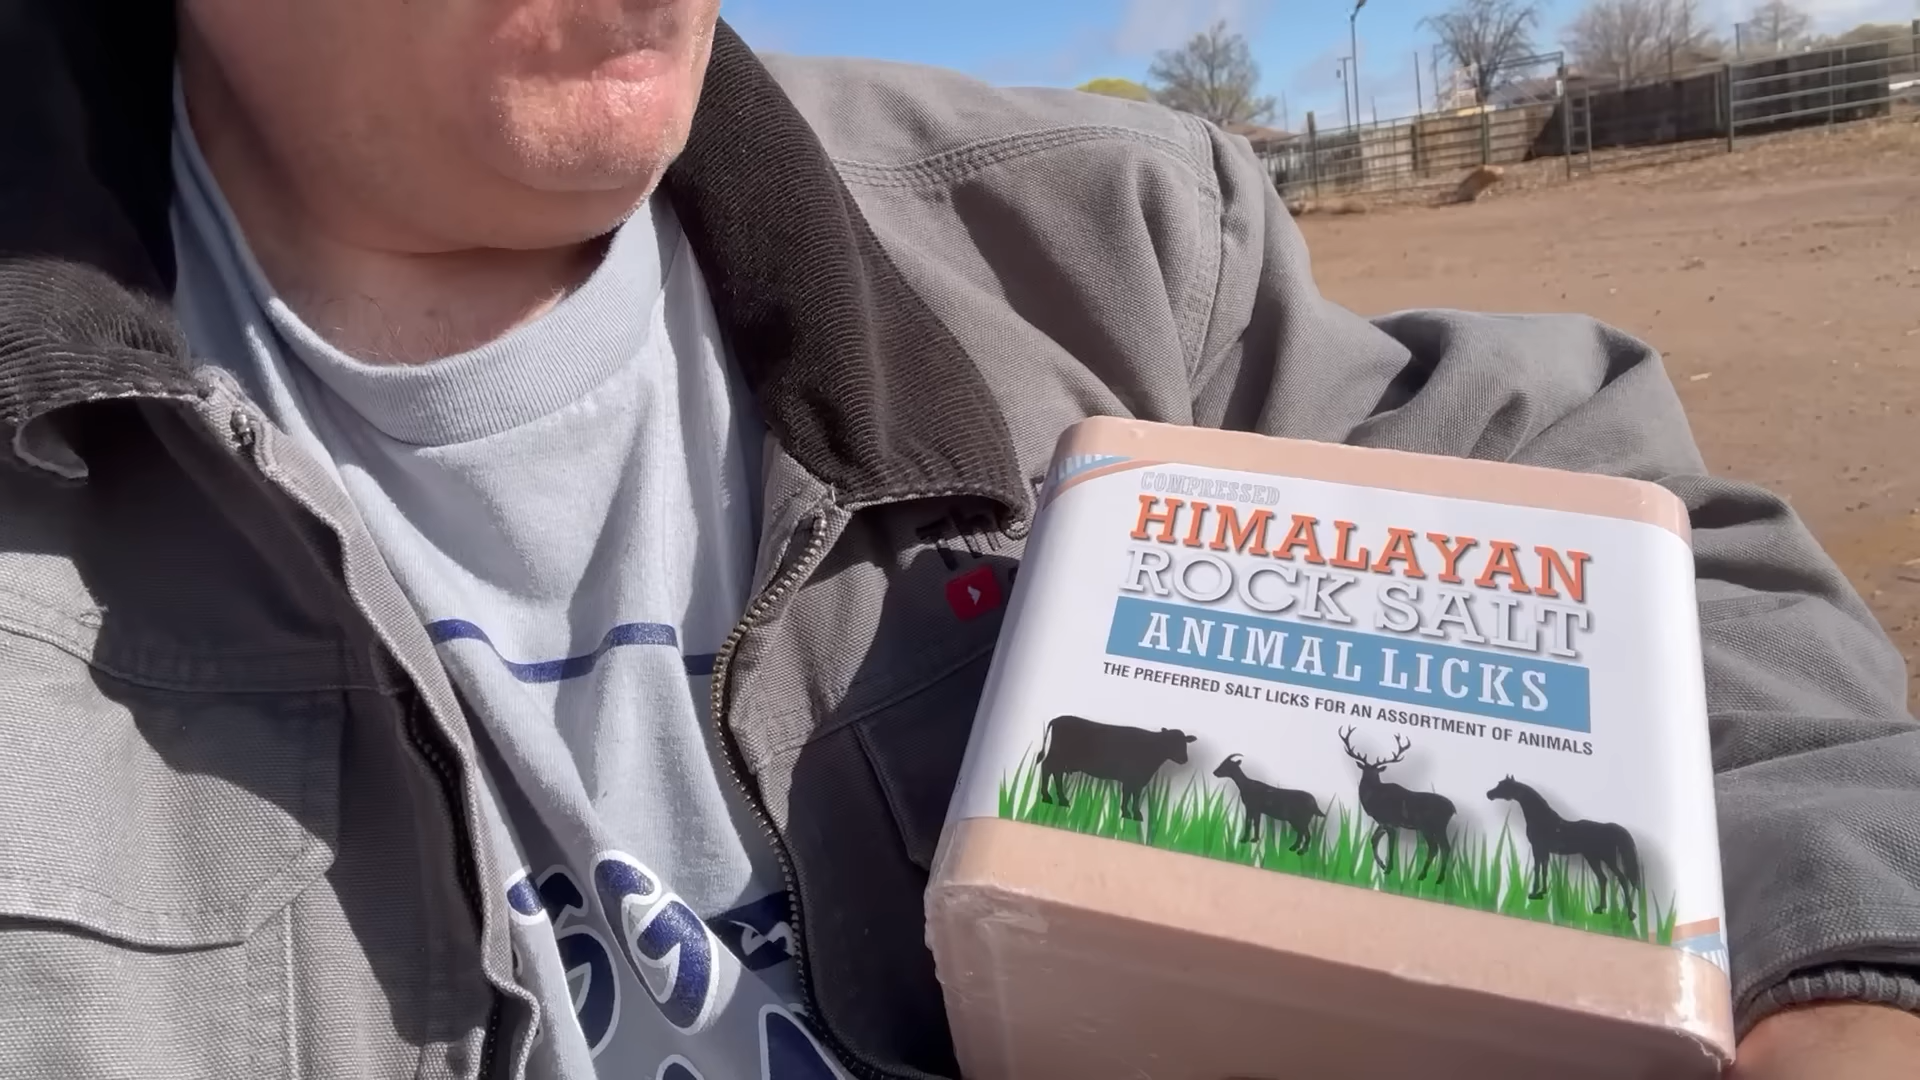 COMPRESSED
HIMALAYAN
ROCK SALT
ANIMAL LICKS
THE PREFERRED SALT LICKS FOR AN ASSORTMENT OF ANIMALS